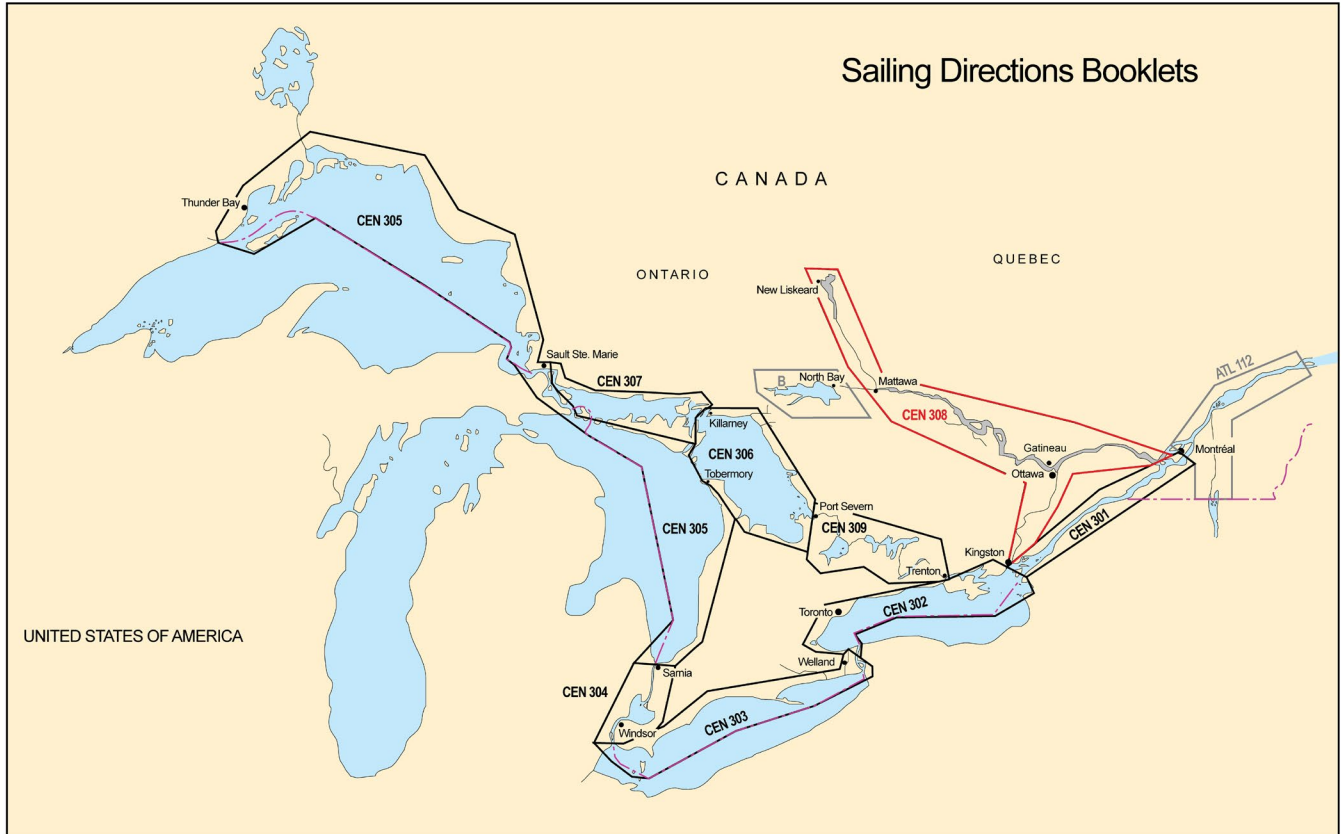 Sailing Directions Booklets
CANADA
Thunder Bay
CEN 305
ONTARIO
QUEBEC
New Liskeard
Sault Ste. Marie
CEN 307
B
North Bay
Mattawa
ATL 112
CEN 308
Killarney
Gatineau
Montréal
CEN 306
Ottawa
Tobermory
Port Severn
CEN 305
CEN 309
CEN 301
Kingston
Trenton
Toronto
CEN 302
UNITED STATES OF AMERICA
Welland
Sarnia
CEN 304
CEN 303
Windsor